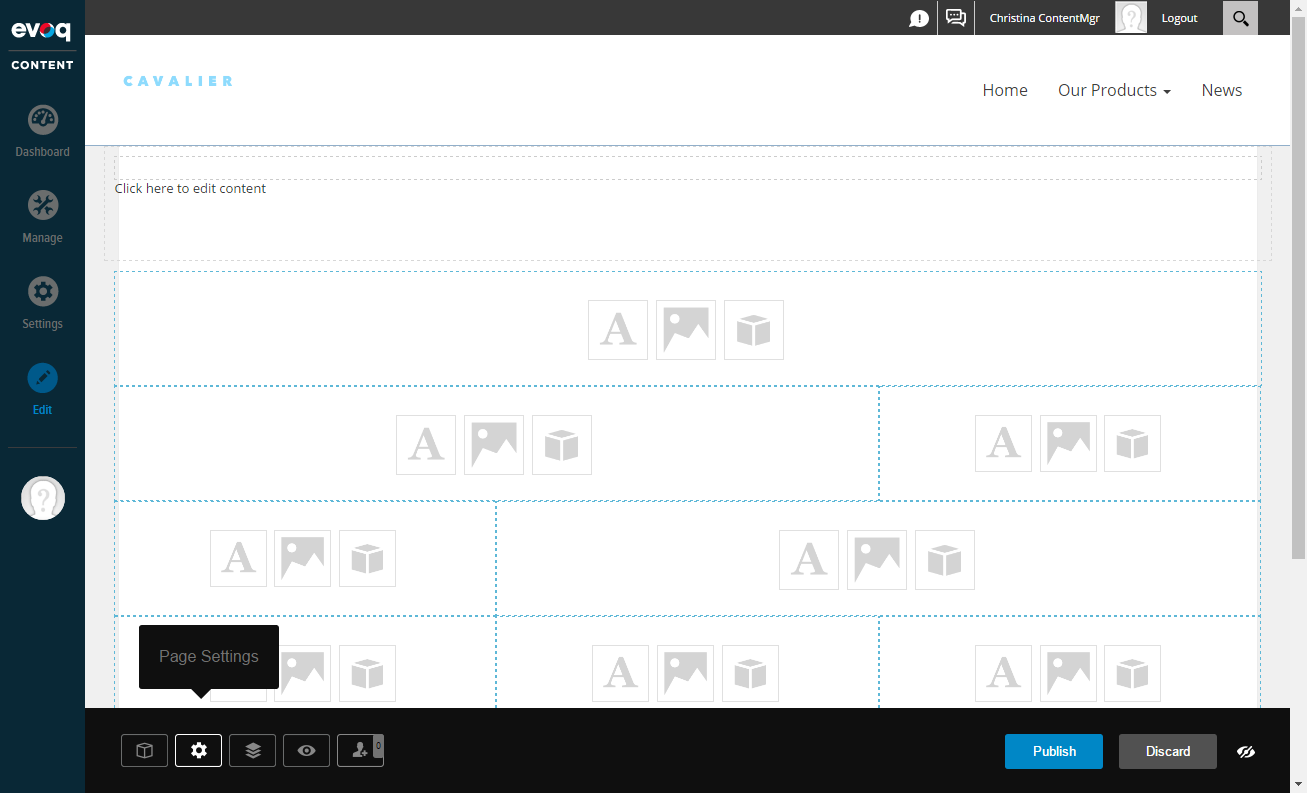 evoq
CONTENT
Christina ContentMgr
Logout
CAVALIER
Home
Our Products
News
Dashboard
Manage
Settings
Edit
Click here to edit content
A
A
A
A
A
A
A
Page Settings
0
Publish
Discard